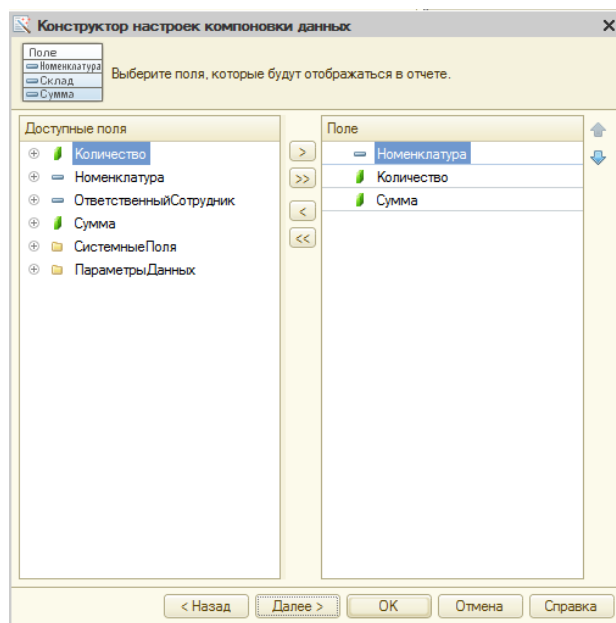 Конструктор настроек компоновки данных
Поле
Номенклатура
Склад
Сумма
Выберите поля, которые будут отображаться в отчете.
Доступные поля
Количество
Номенклатура
ОтветственныйСотрудник
Сумма
СистемныеПоля
ПараметрыДанных
>
>>
<
<<
Поле
Номенклатура
Количество
Сумма
< Назад Далее > OK Отмена Справка